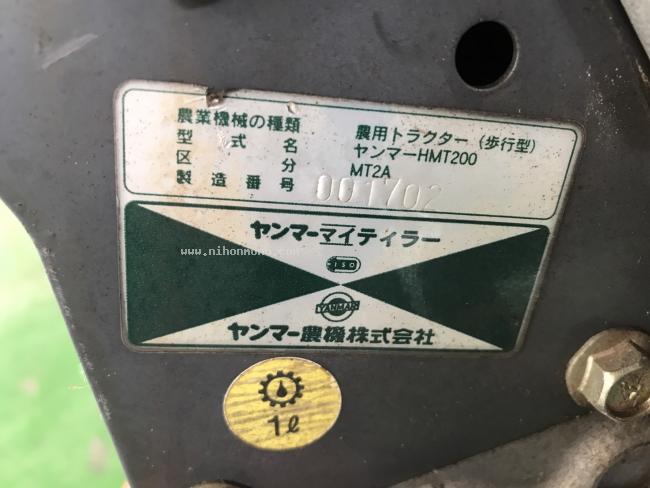 農業機械の種類 農用トラクター（歩行型）
型式名 ヤンマーHMT200
区分 MT2A
製造番号 001702
ヤンマーマイティラー
www.nihonmono.com
ISO
YANMAR
ヤンマー農機株式会社
1ℓ